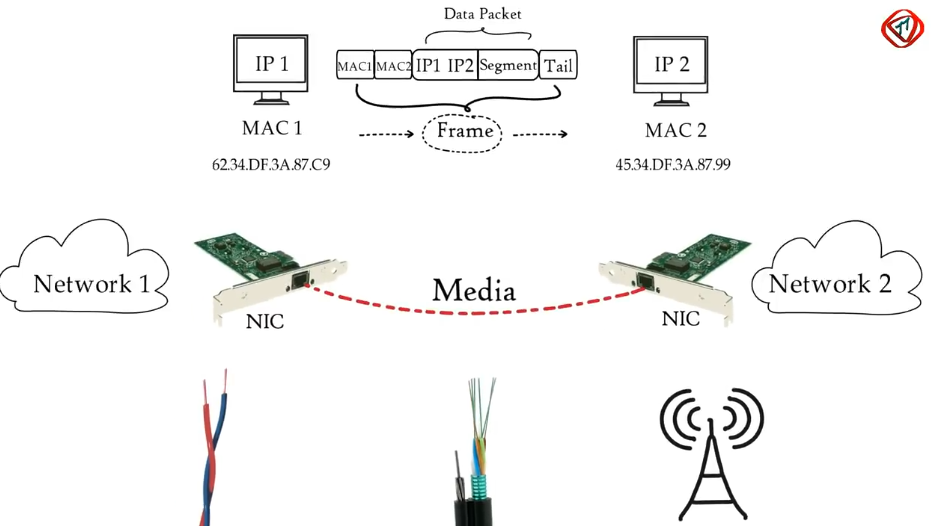 Data Packet
IP 1
MAC1 MAC2 IP1 IP2 Segment Tail
IP 2
MAC 1
Frame
MAC 2
62.34.DF.3A.87.C9
45.34.DF.3A.87.99
Network 1
Media
Network 2
NIC
NIC